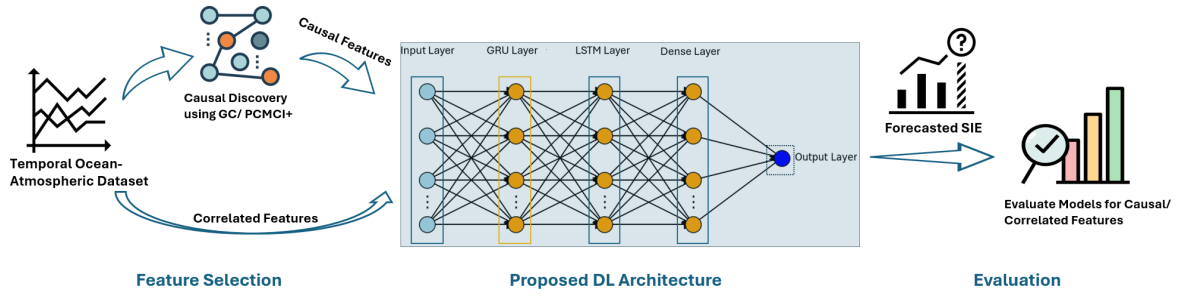 Temporal Ocean-
Atmospheric Dataset
Causal Discovery
using GC/ PCMCI+
Causal Features
Correlated Features
Input Layer
GRU Layer
LSTM Layer
Dense Layer
Output Layer
?
Forecasted SIE
Evaluate Models for Causal/
Correlated Features
Feature Selection
Proposed DL Architecture
Evaluation